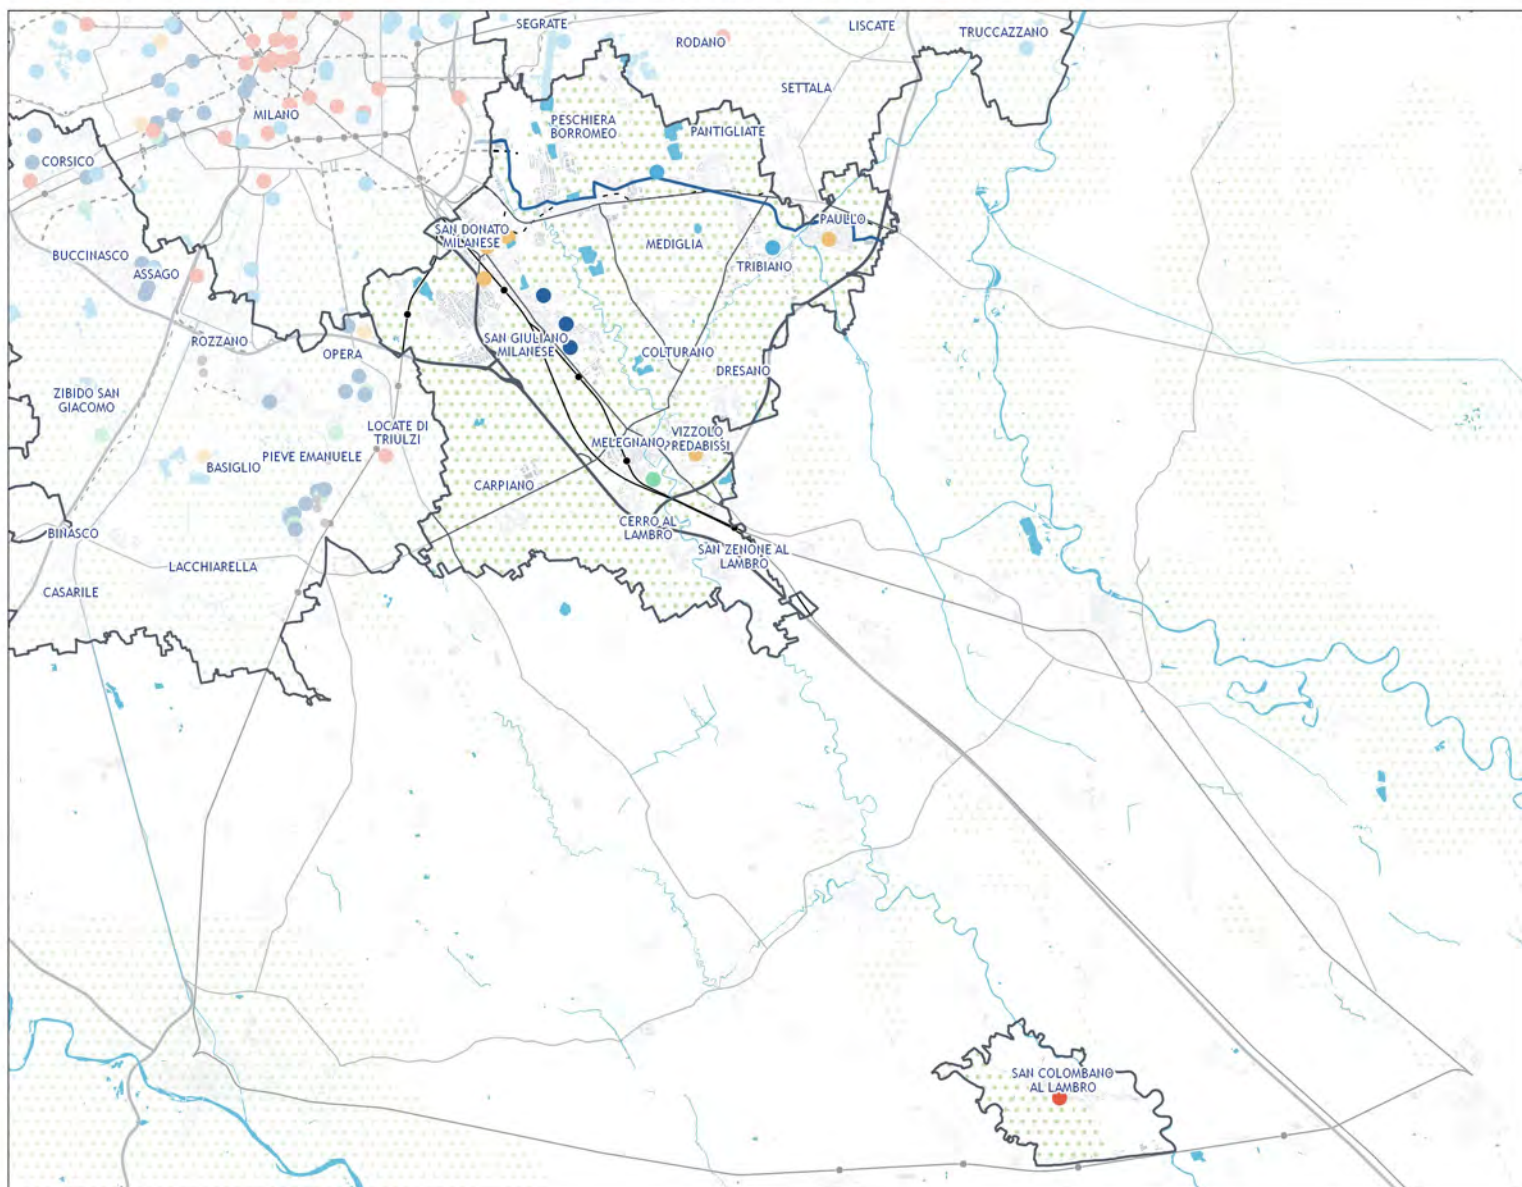 SEGRATE
LISCATE
TRUCCAZZANO
RODANO
SETTALA
MILANO
PESCHIERA
BORROMEO
PANTIGLIATE
CORSICO
PAULLO
SAN DONATO
MILANESE
MEDIGLIA
BUCCINASCO
ASSAGO
TRIBIANO
ROZZANO
OPERA
SAN GIULIANO
MILANESE
COLTURANO
DRESANO
ZIBIDO SAN
GIACOMO
LOCATE DI
TRIULZI
MELEGNANO
VIZZOLO
PREDABISSI
BASIGLIO
PIEVE EMANUELE
CARPIANO
BINASCO
CERRO AL
LAMBRO
SAN ZENONE AL
LAMBRO
LACCHIARELLA
CASARILE
SAN COLOMBANO
AL LAMBRO